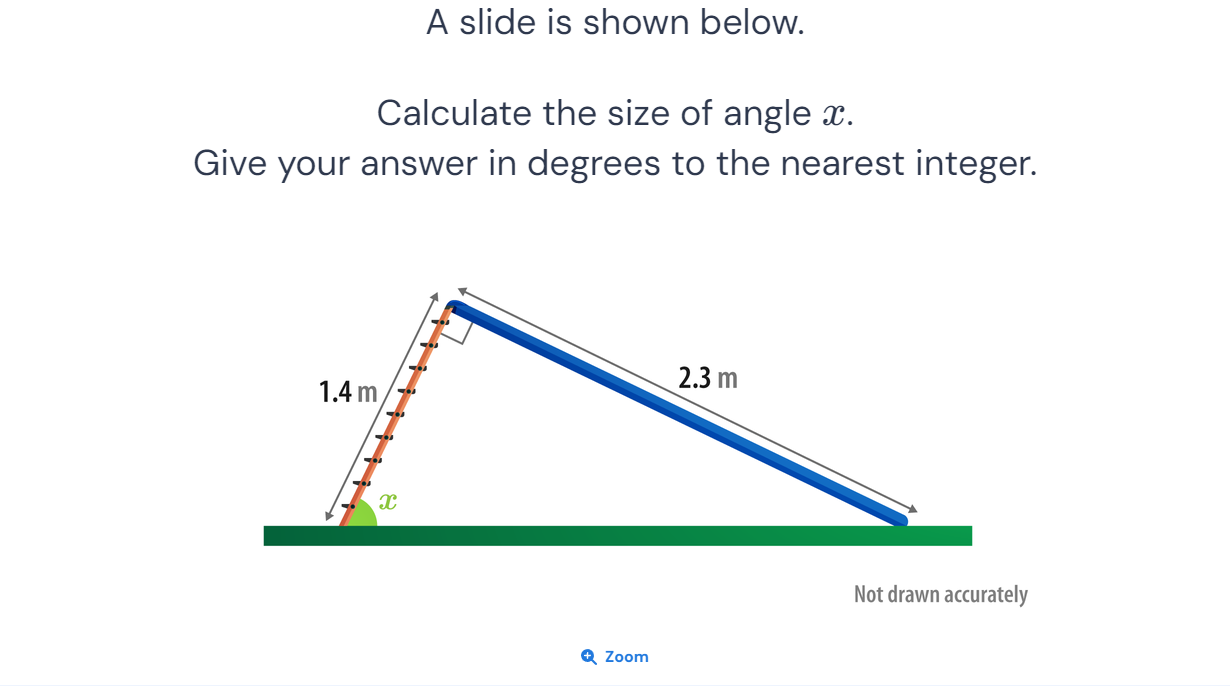 A slide is shown below.
Calculate the size of angle x.
Give your answer in degrees to the nearest integer.
1.4 m
2.3 m
x
Not drawn accurately
Zoom